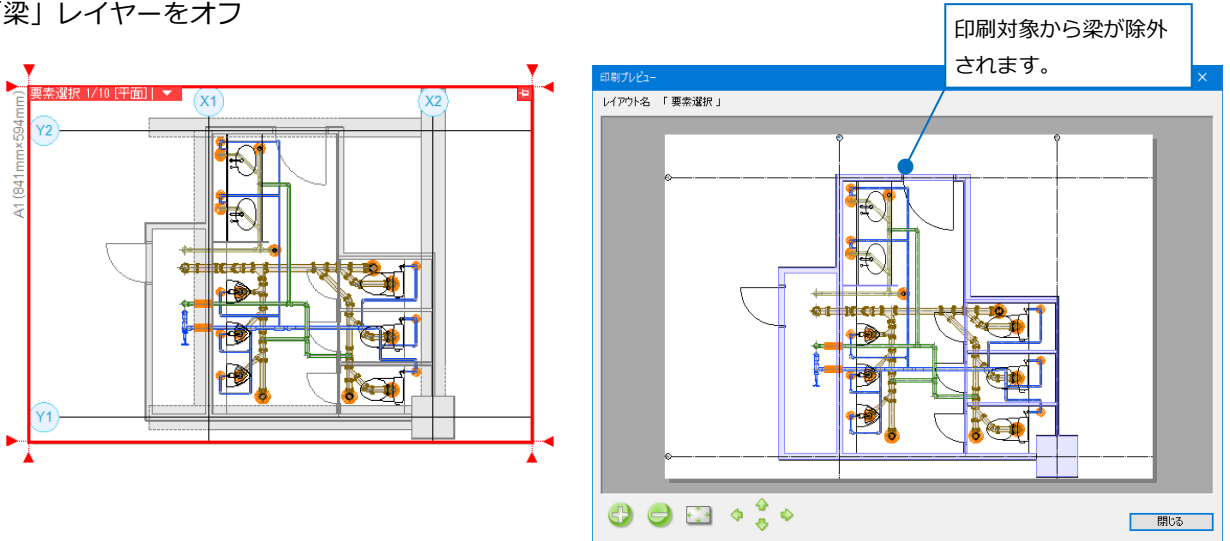 「梁」レイヤーをオフ
印刷対象から梁が除外
されます。
要素選択 1/10 [平面]
X1
X2
Y2
Y1
A1 (841mm×594mm)
印刷プレビュー
レイアウト名 「 要素選択 」
閉じる